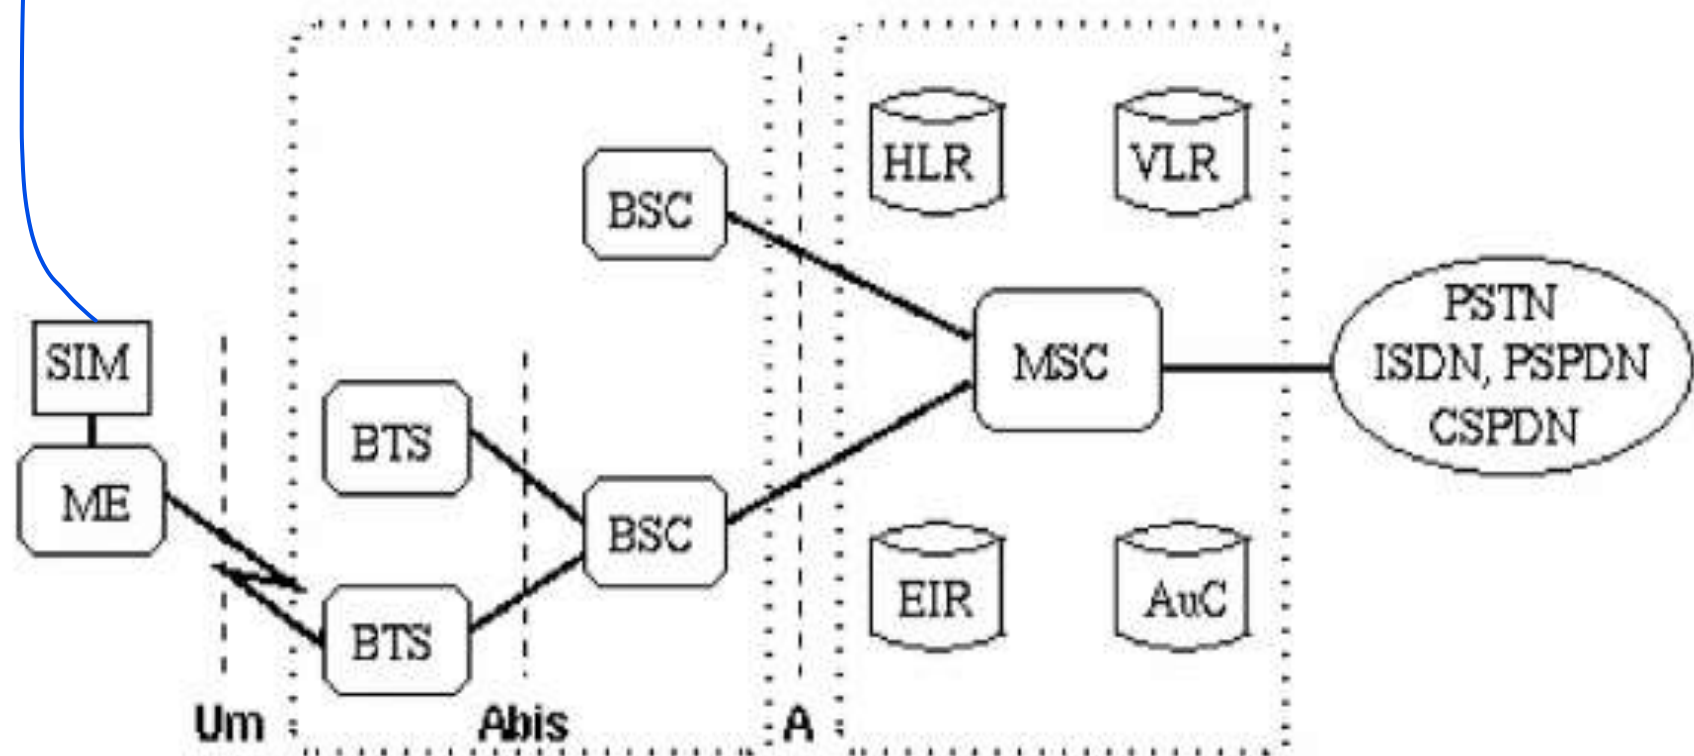 HLR
VLR
BSC
PSTN
ISDN, PSPDN
CSPDN
SIM
MSC
BTS
ME
BSC
EIR
AuC
BTS
Um
Abis
A